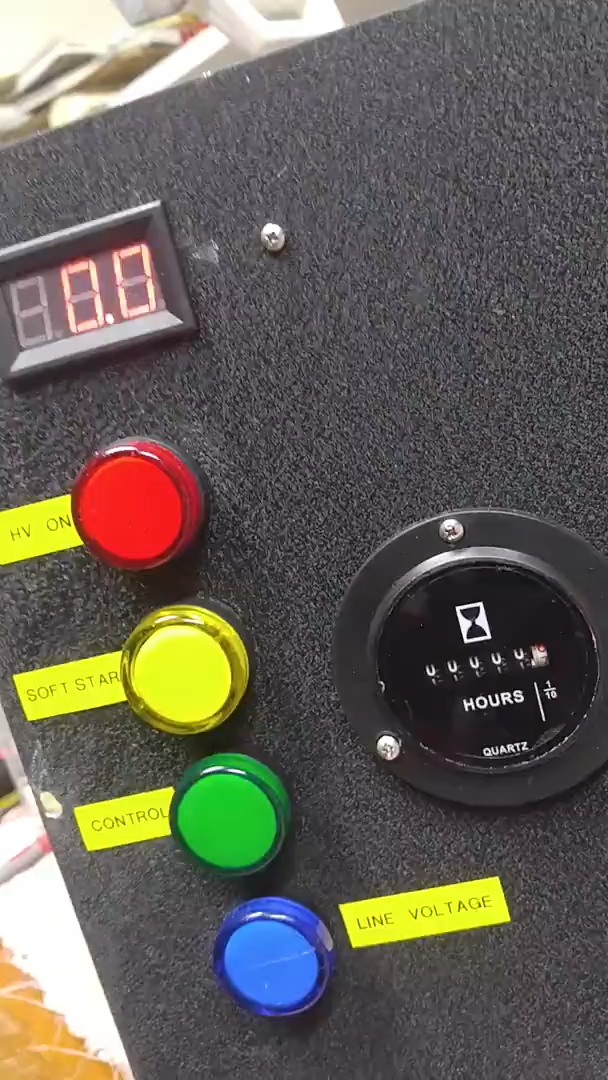 0.0
HV ON
SOFT STAR
HOURS
1/10
QUARTZ
CONTROL
LINE VOLTAGE